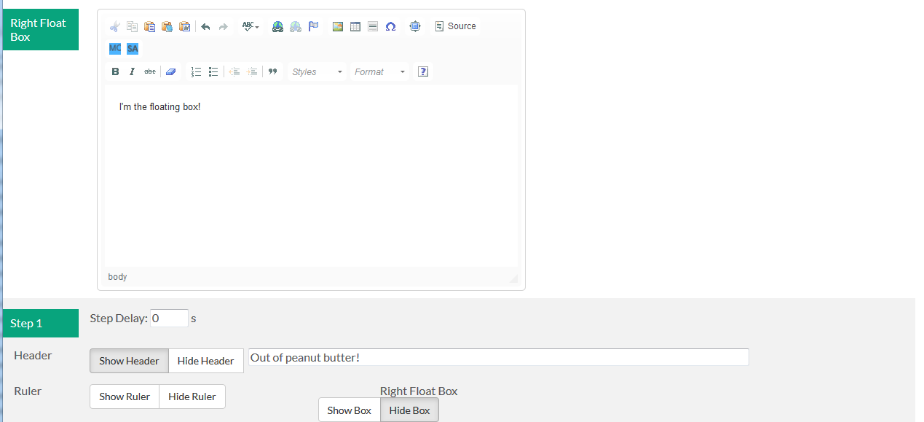 Right Float
Box
ABC
Source
MC SA
B I abc Styles Format ?
I'm the floating box!
body
Step 1
Step Delay: 0 s
Header
Show Header Hide Header Out of peanut butter!
Ruler
Show Ruler Hide Ruler
Right Float Box
Show Box Hide Box